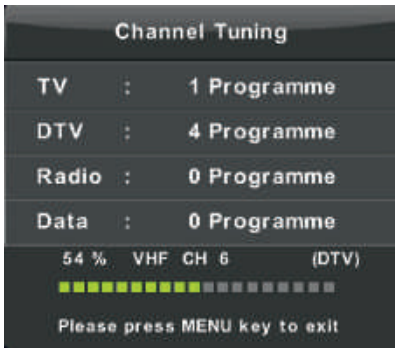 Channel Tuning
TV : 1 Programme
DTV : 4 Programme
Radio : 0 Programme
Data : 0 Programme
54 % VHF CH 6 (DTV)
Please press MENU key to exit